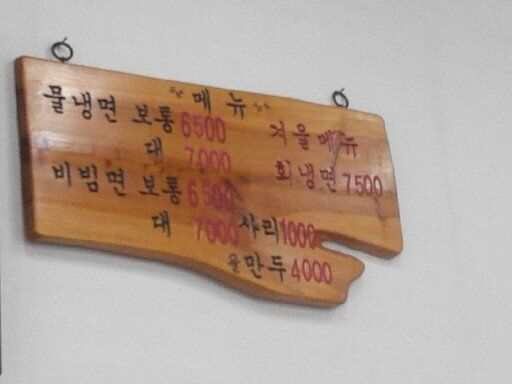 메뉴
물냉면 보통 6500
대 7000
비빔면 보통 6500
대 7000
겨울메뉴
회냉면 7500
사리 1000
물만두 4000